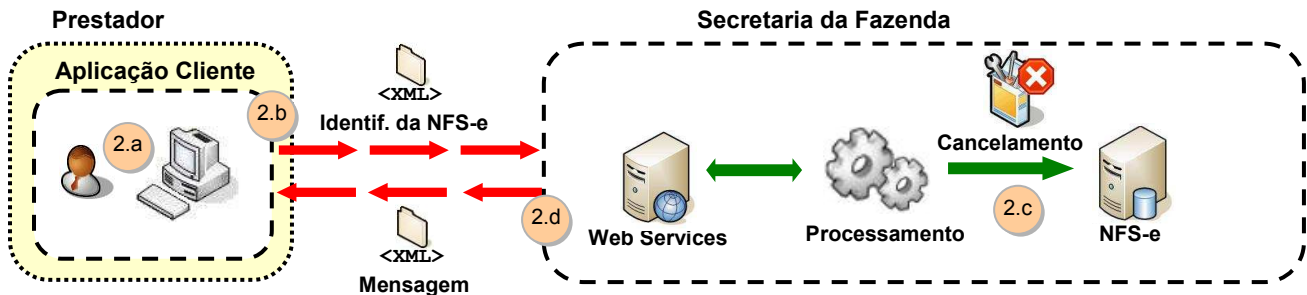 Prestador
Secretaria da Fazenda
Aplicação Cliente
2.a
2.b
<XML>
Identif. da NFS-e
<XML>
Mensagem
2.d
Web Services
Processamento
Cancelamento
2.c
NFS-e